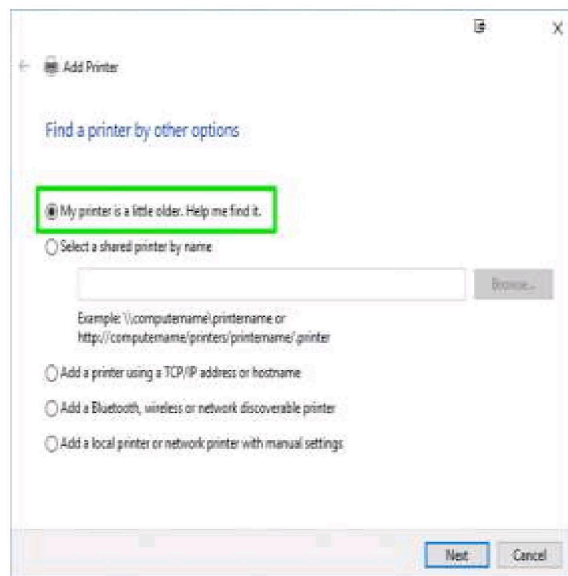 Add Printer
Find a printer by other options
My printer is a little older. Help me find it.
Select a shared printer by name
Browse...
Example: \\computername\printername or
http://computername/printers/printername/.printer
Add a printer using a TCP/IP address or hostname
Add a Bluetooth, wireless or network discoverable printer
Add a local printer or network printer with manual settings
Next Cancel